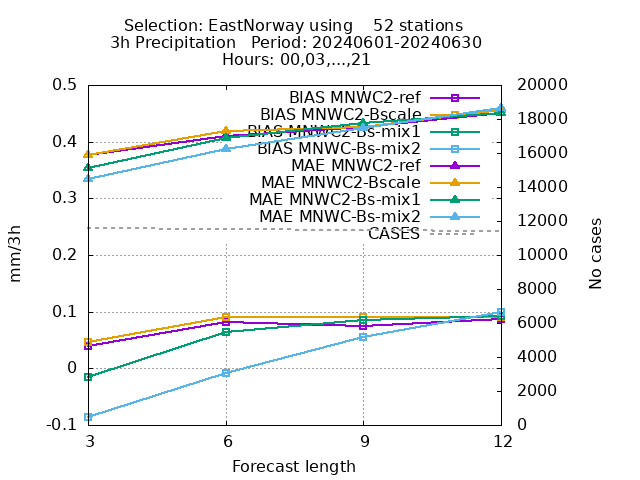 Selection: EastNorway using 52 stations
3h Precipitation Period: 20240601-20240630
Hours: 00,03,...,21
0.5
0.4
0.3
0.2
0.1
0
-0.1
20000
18000
16000
14000
12000
10000
8000
6000
4000
2000
0
BIAS MNWC2-ref
BIAS MNWC2-Bscale
BIAS MNWC2-Bs-mix1
BIAS MNWC-Bs-mix2
MAE MNWC2-ref
MAE MNWC2-Bscale
MAE MNWC2-Bs-mix1
MAE MNWC-Bs-mix2
CASES
mm/3h
No cases
3 6 9 12
Forecast length